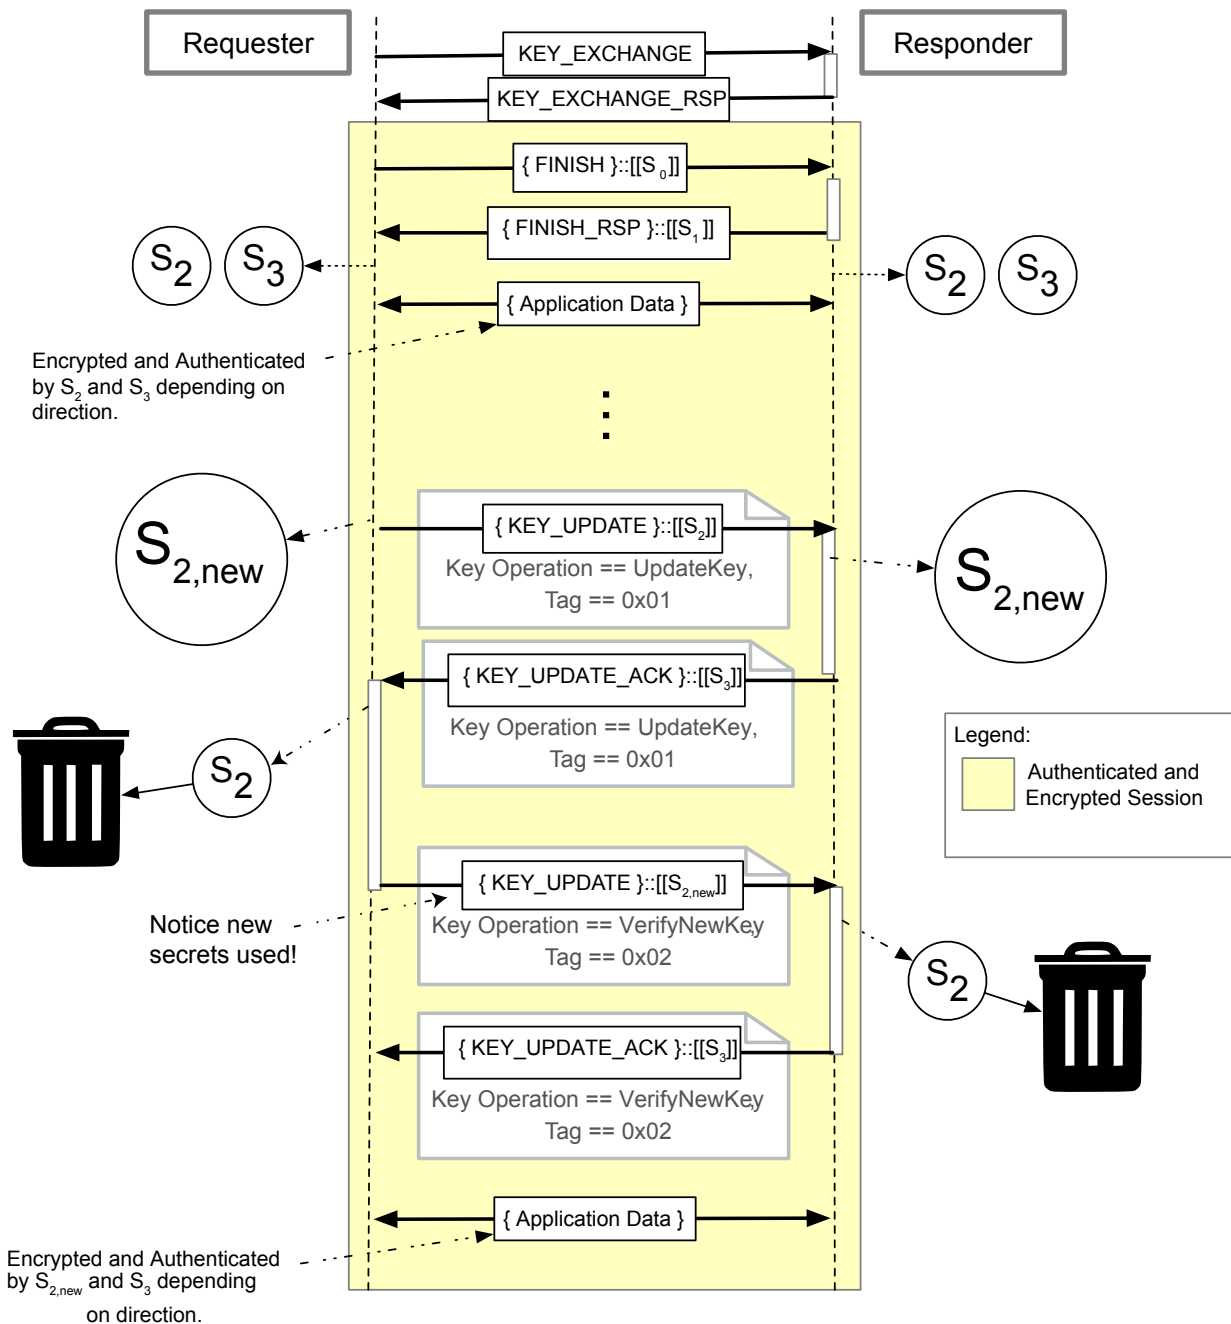 Requester
Responder
KEY_EXCHANGE
KEY_EXCHANGE_RSP
{ FINISH }::[[S0]]
{ FINISH_RSP }::[[S1]]
S2
S3
S2
S3
{ Application Data }
Encrypted and Authenticated
by S2 and S3 depending on
direction.
{ KEY_UPDATE }::[[S2]]
Key Operation == UpdateKey,
Tag == 0x01
S2,new
S2,new
{ KEY_UPDATE_ACK }::[[S3]]
Key Operation == UpdateKey,
Tag == 0x01
S2
Legend:
Authenticated and
Encrypted Session
{ KEY_UPDATE }::[[S2,new]]
Key Operation == VerifyNewKey,
Tag == 0x02
Notice new
secrets used!
S2
{ KEY_UPDATE_ACK }::[[S3]]
Key Operation == VerifyNewKey,
Tag == 0x02
{ Application Data }
Encrypted and Authenticated
by S2,new and S3 depending
on direction.